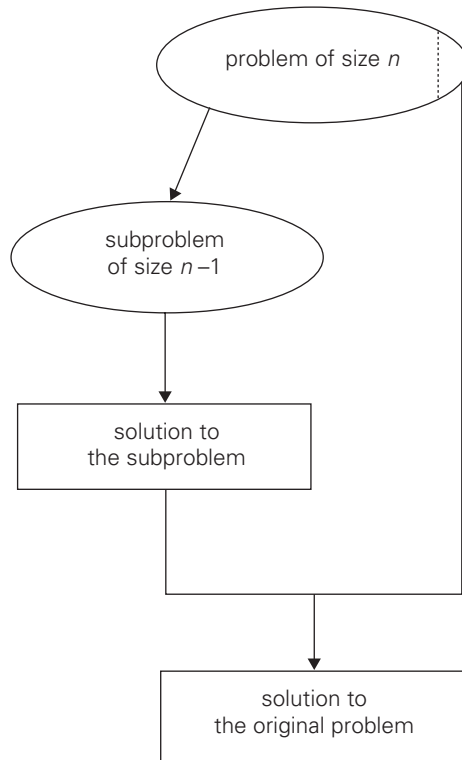 problem of size n
subproblem
of size n –1
solution to
the subproblem
solution to
the original problem